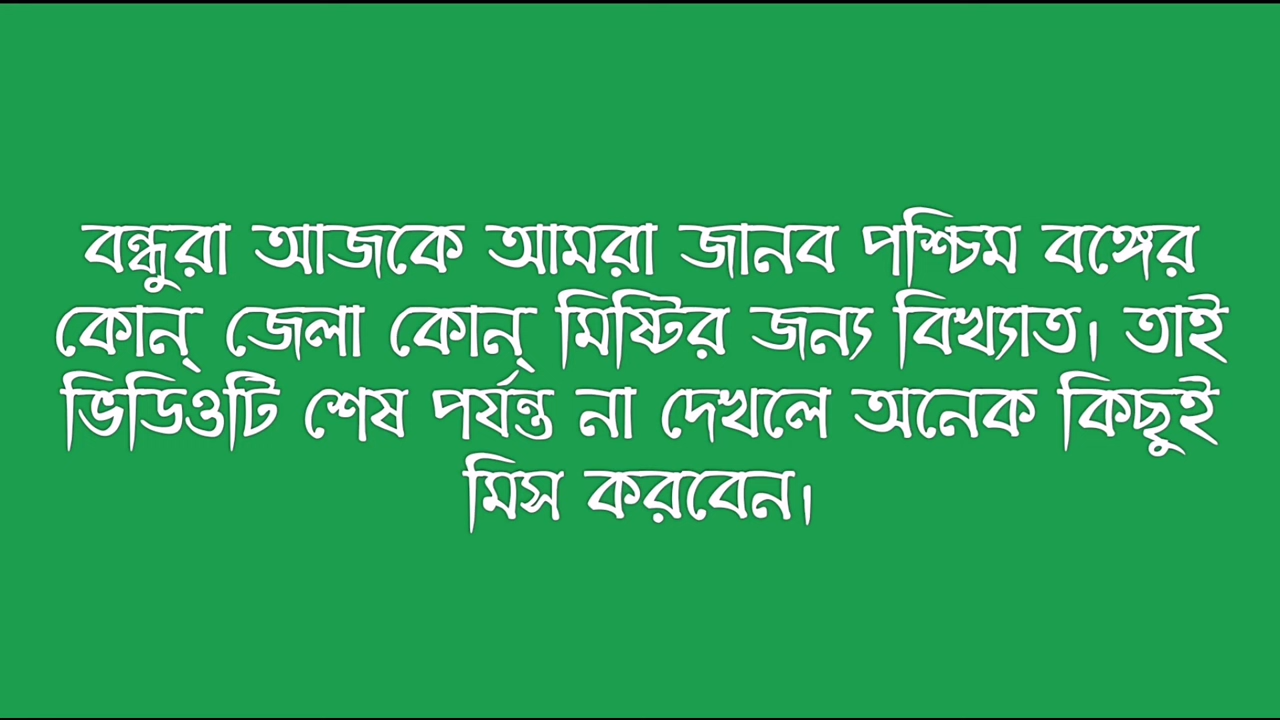 বন্ধুরা আজকে আমরা জানব পশ্চিম বঙ্গের
কোন্ জেলা কোন্ মিষ্টির জন্য বিখ্যাত। তাই
ভিডিওটি শেষ পর্যন্ত না দেখলে অনেক কিছুই
মিস করবেন।